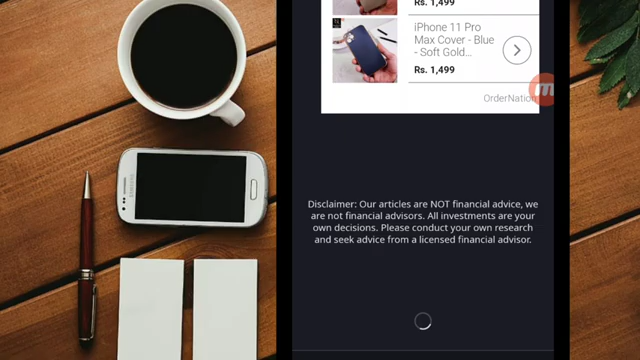 Rs. 1,499
iPhone 11 Pro
Max Cover - Blue
- Soft Gold...
Rs. 1,499
OrderNation
Disclaimer: Our articles are NOT financial advice, we
are not financial advisors. All investments are your
own decisions. Please conduct your own research
and seek advice from a licensed financial advisor.
SAMSUNG